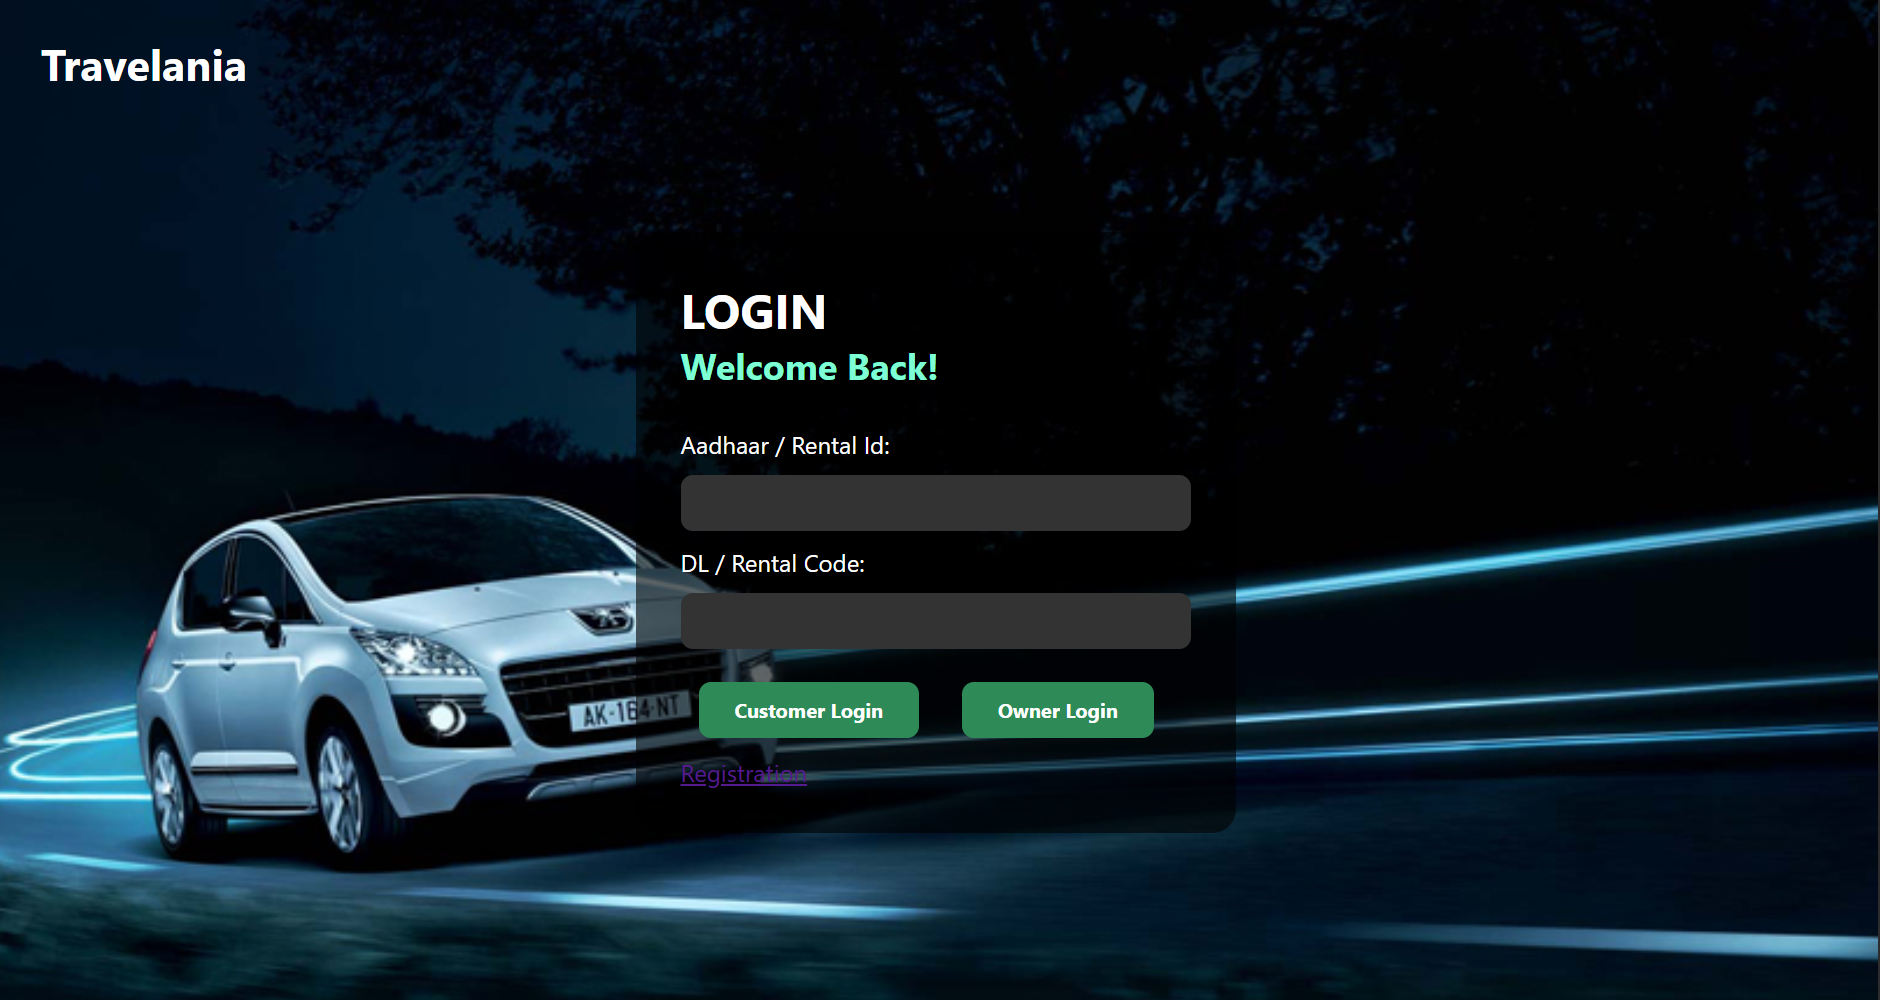 Travelania
LOGIN
Welcome Back!
Aadhaar / Rental Id:
DL / Rental Code:
AK-164-NT
Customer Login
Owner Login
Registration